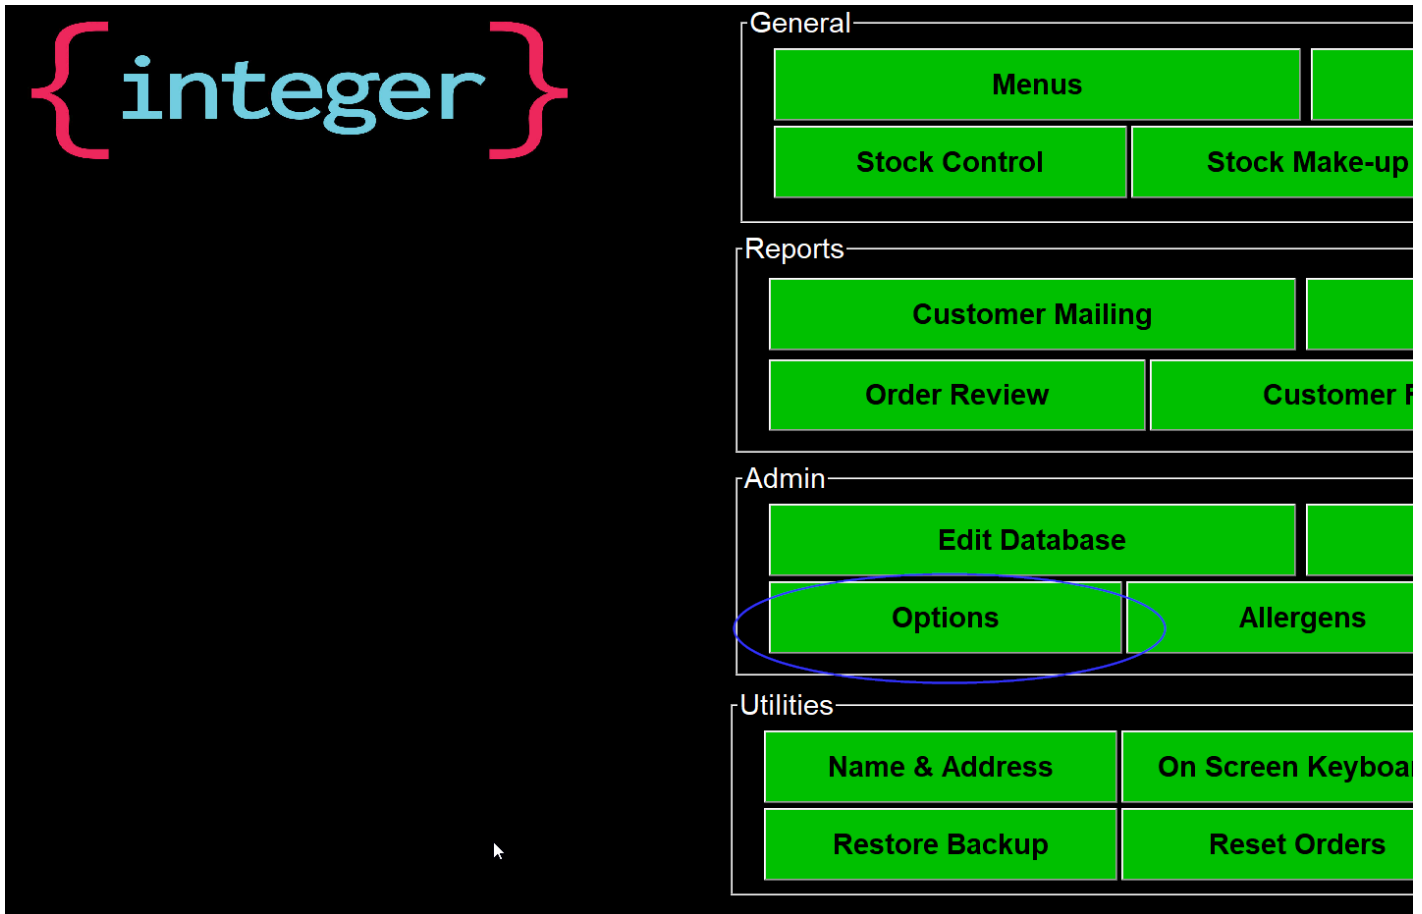 {integer}
General
Menus
Stock Control Stock Make-up
Reports
Customer Mailing
Order Review Customer
Admin
Edit Database
Options Allergens
Utilities
Name & Address On Screen
Restore Backup Reset Orders